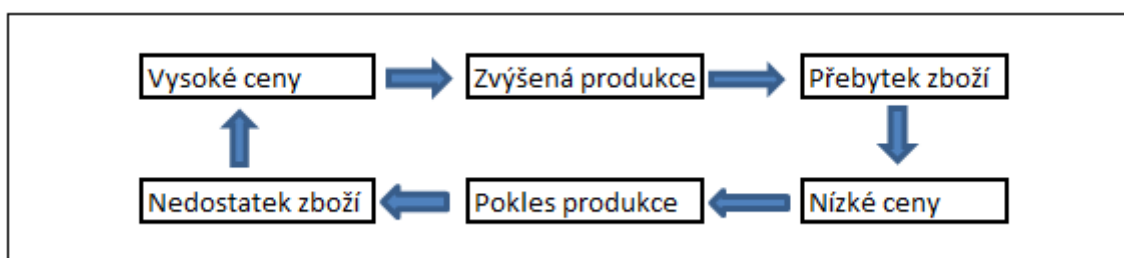 Vysoké ceny
Zvýšená produkce
Přebytek zboží
Nedostatek zboží
Pokles produkce
Nízké ceny